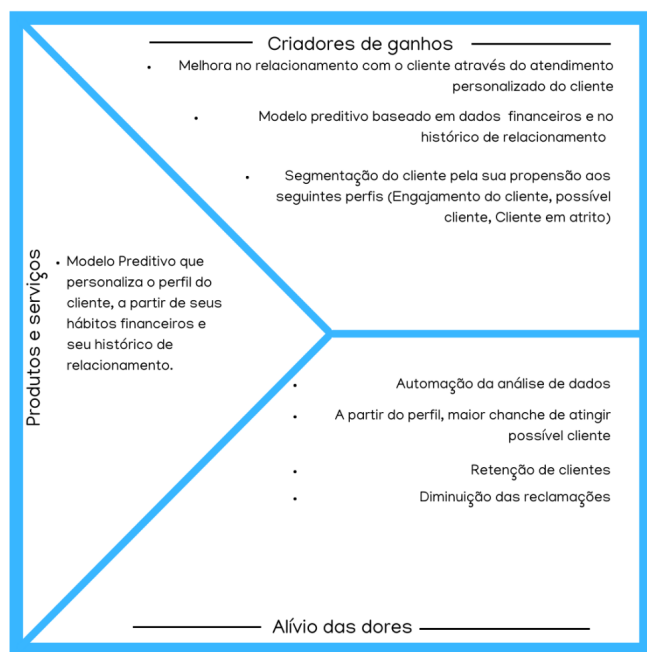 Criadores de ganhos
• Melhora no relacionamento com o cliente através do atendimento
personalizado do cliente
• Modelo preditivo baseado em dados financeiros e no
histórico de relacionamento
• Segmentação do cliente pela sua propensão aos
seguintes perfis (Engajamento do cliente, possível
cliente, Cliente em atrito)
Produtos e serviços
• Modelo Preditivo que
personaliza o perfil do
cliente, a partir de seus
hábitos financeiros e
seu histórico de
relacionamento.
• Automação da análise de dados
• A partir do perfil, maior chanche de atingir
possível cliente
• Retenção de clientes
• Diminuição das reclamações
Alívio das dores